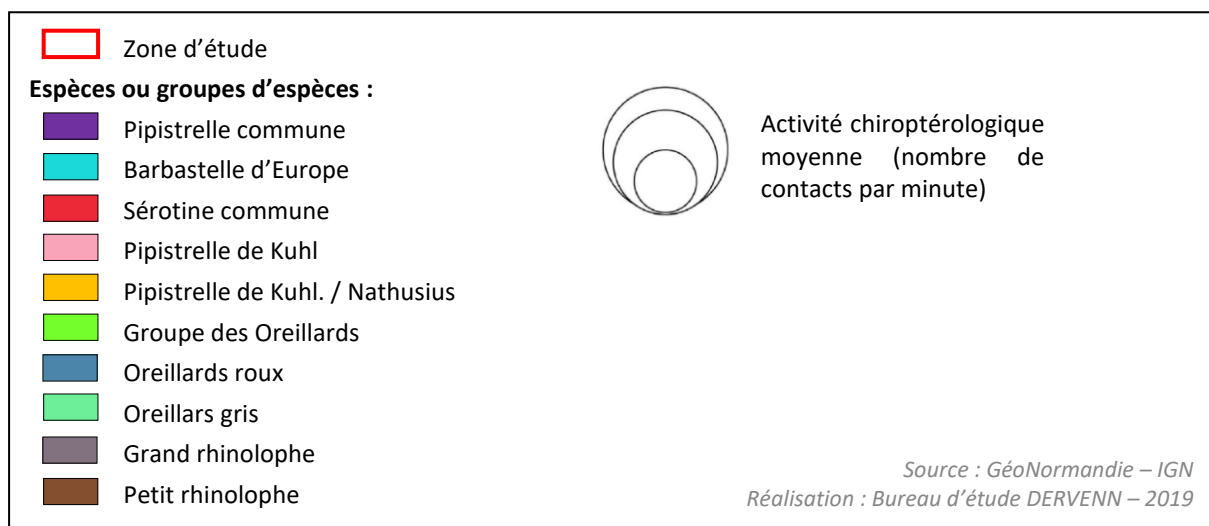 Zone d’étude
Espèces ou groupes d’espèces :
Pipistrelle commune
Barbastelle d’Europe
Sérotine commune
Pipistrelle de Kuhl
Pipistrelle de Kuhl. / Nathusius
Groupe des Oreillards
Oreillards roux
Oreillars gris
Grand rhinolophe
Petit rhinolophe
Activité chiroptérologique
moyenne (nombre de
contacts par minute)
Source : GéoNormandie – IGN
Réalisation : Bureau d’étude DERVENN – 2019